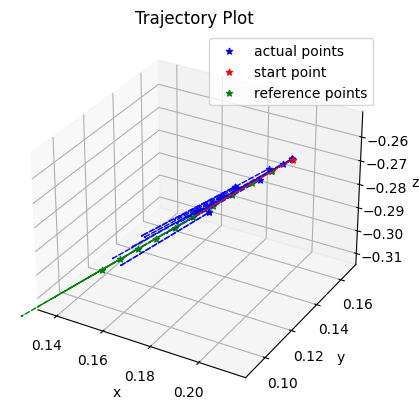 Trajectory Plot
actual points
start point
reference points
−0.26
−0.27
−0.28
−0.29
−0.30
−0.31
z
0.16
0.14
0.12
0.10
y
0.14
0.16
0.18
0.20
x